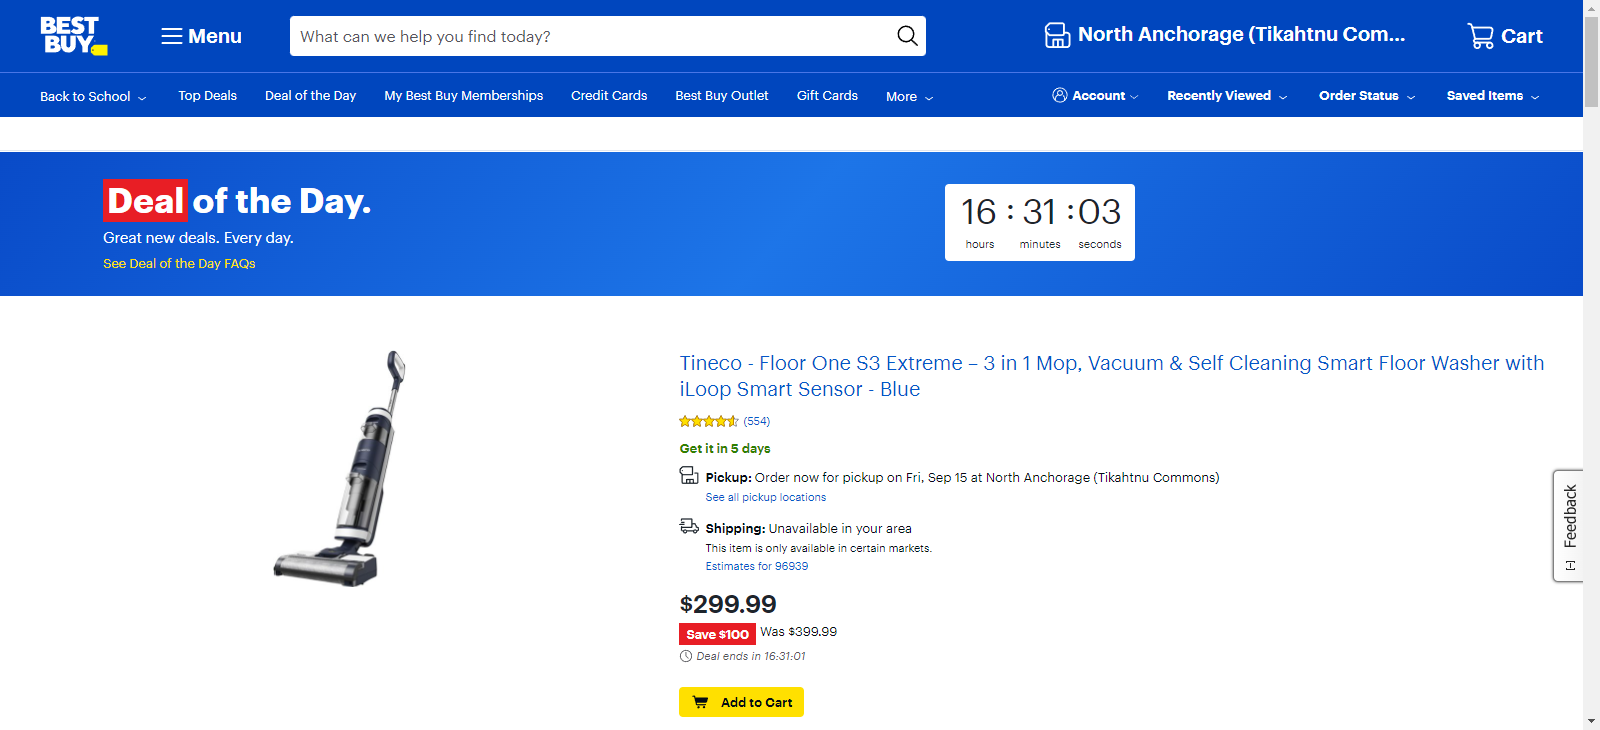 BEST
BUY
Menu
What can we help you find today?
North Anchorage (Tikahtnu Com...
Cart
Back to School
Top Deals
Deal of the Day
My Best Buy Memberships
Credit Cards
Best Buy Outlet
Gift Cards
More
Account
Recently Viewed
Order Status
Saved Items
Deal of the Day.
Great new deals. Every day.
See Deal of the Day FAQs
16 : 31 : 03
hours minutes seconds
Tineco - Floor One S3 Extreme – 3 in 1 Mop, Vacuum & Self Cleaning Smart Floor Washer with
iLoop Smart Sensor - Blue
(554)
Get it in 5 days
Pickup: Order now for pickup on Fri, Sep 15 at North Anchorage (Tikahtnu Commons)
See all pickup locations
Shipping: Unavailable in your area
This item is only available in certain markets.
Estimates for 96939
$299.99
Save $100 Was $399.99
Deal ends in 16:31:01
Add to Cart
Feedback